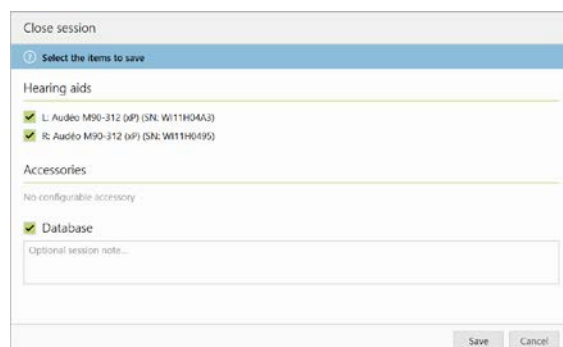 Close session
Select the items to save
Hearing aids
L: Audéo M90-312 (xP) (SN: WI11H04A3)
R: Audéo M90-312 (xP) (SN: WI11H0495)
Accessories
No configurable accessory
Database
Optional session note...
Save Cancel